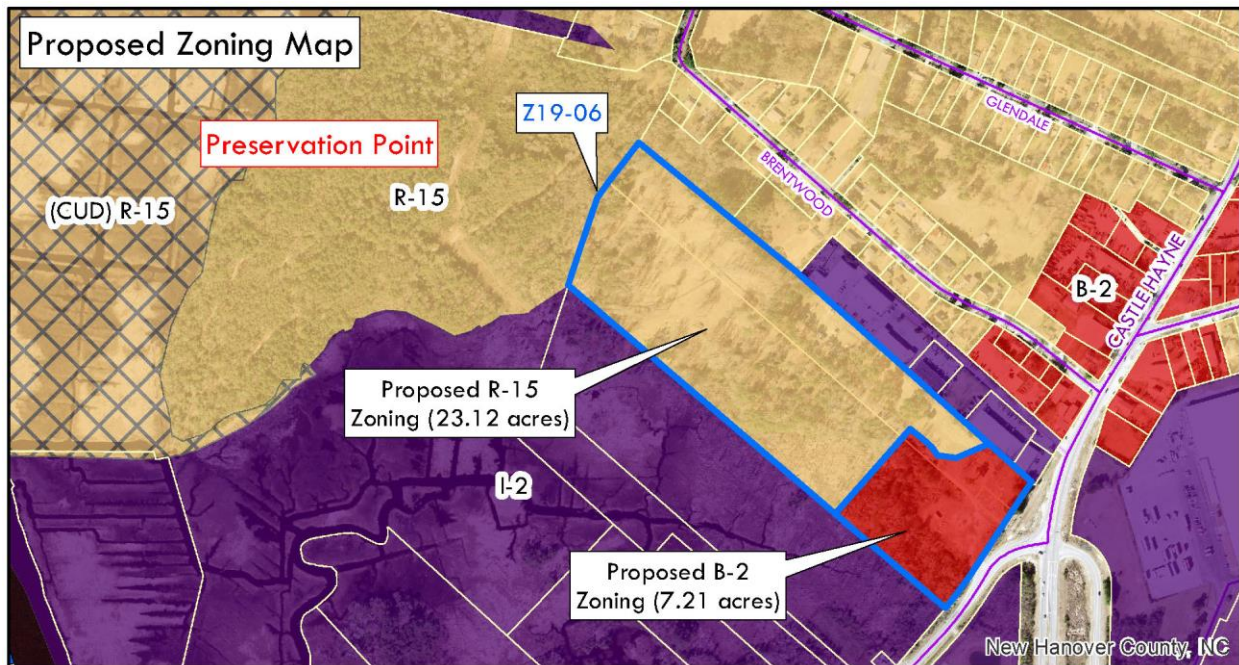 Proposed Zoning Map
Z19-06
GLENDALE
Preservation Point
BRENTWOOD
(CUD) R-15
R-15
CASTLE HAYNE
B-2
Proposed R-15
Zoning (23.12 acres)
I-2
Proposed B-2
Zoning (7.21 acres)
New Hanover County, NC